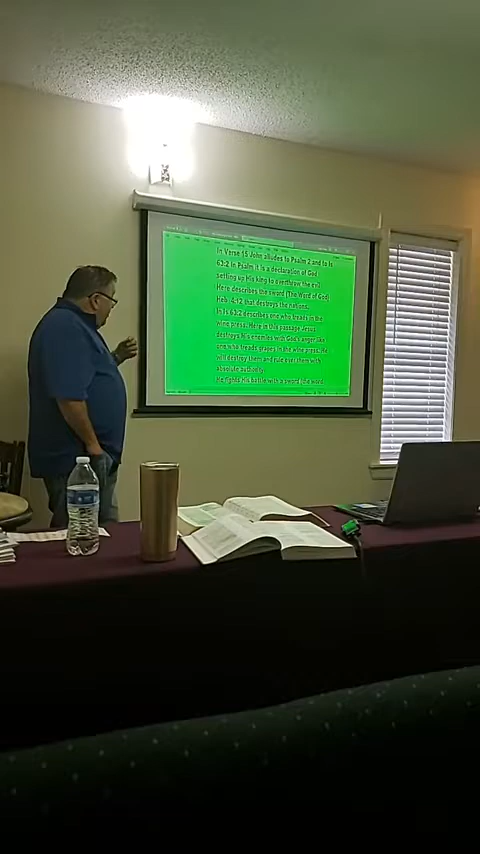 In Verse 15 John alludes to Psalm 2 and to Is
63:2 In Psalm it is a declaration of God
setting up His king to overthrow the evil.
Here describes the sword (The Word of God)
Heb. 4:12 that destroys the nations.
In Is 63:2 describes one who treads in the
wine press. Here in this passage Jesus
destroys his enemies with God's anger like
one who treads grapes in the wine press. He
will destroy them and rule over them with
absolute authority.
He fights His battle with a sword, the word